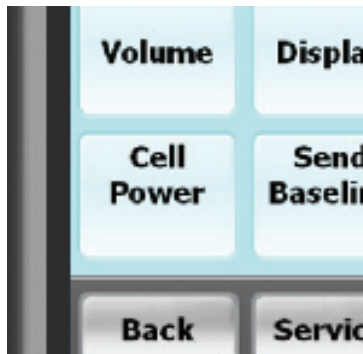 Volume
Displa
Cell
Power
Send
Baselin
Back
Servic